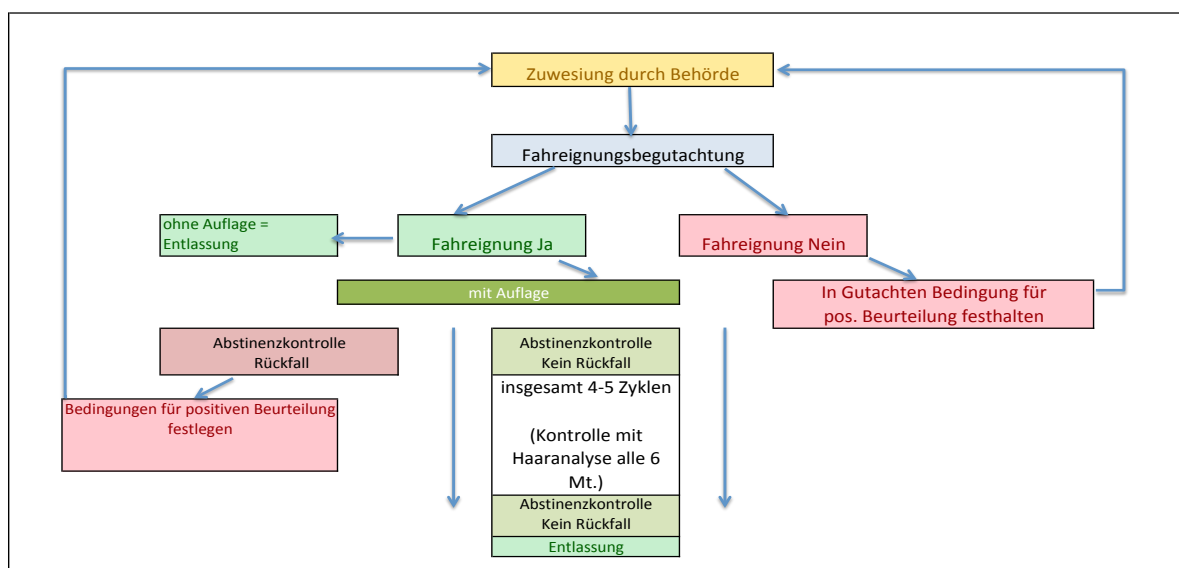 Zuwesiung durch Behörde
Fahreignungsbegutachtung
ohne Auflage =
Entlassung
Fahreignung Ja
Fahreignung Nein
mit Auflage
In Gutachten Bedingung für
pos. Beurteilung festhalten
Abstinenzkontrolle
Rückfall
Abstinenzkontrolle
Kein Rückfall
Bedingungen für positiven Beurteilung
festlegen
insgesamt 4-5 Zyklen
(Kontrolle mit
Haaranalyse alle 6
Mt.)
Abstinenzkontrolle
Kein Rückfall
Entlassung